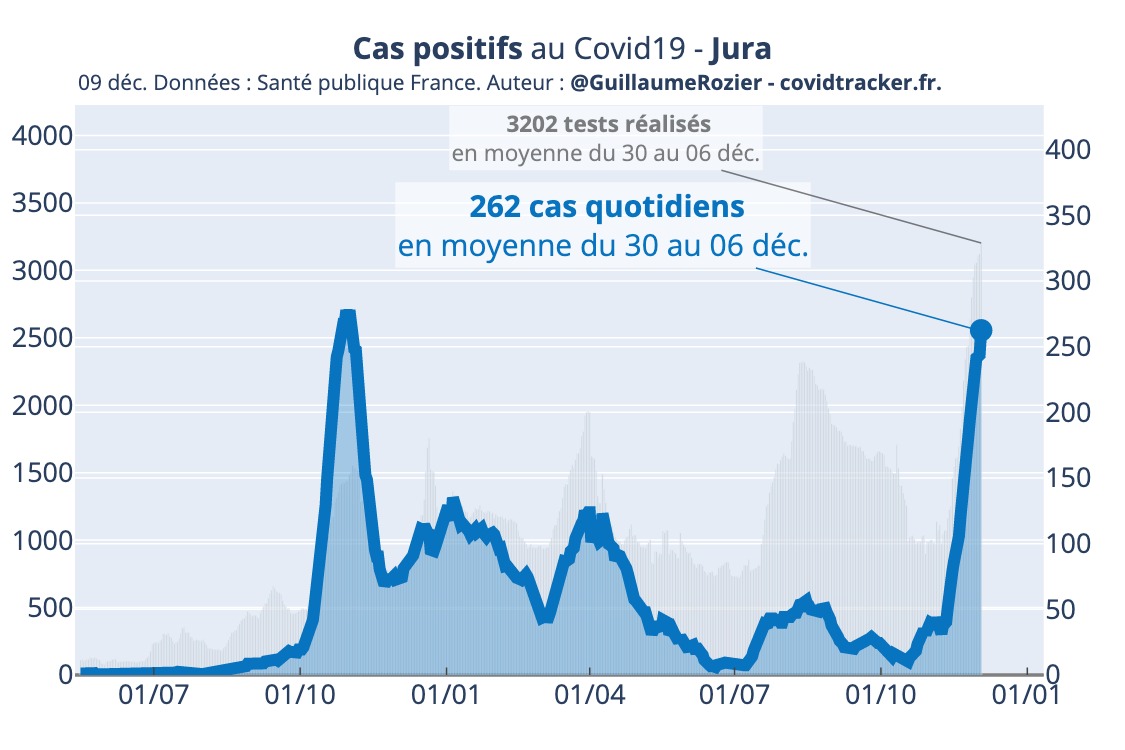 Cas positifs au Covid19 - Jura
09 déc. Données : Santé publique France. Auteur : @GuillaumeRozier - covidtracker.fr.
3202 tests réalisés
en moyenne du 30 au 06 déc.
262 cas quotidiens
en moyenne du 30 au 06 déc.
4000
3500
3000
2500
2000
1500
1000
500
0
400
350
300
250
200
150
100
50
0
01/07 01/10 01/01 01/04 01/07 01/10 01/01